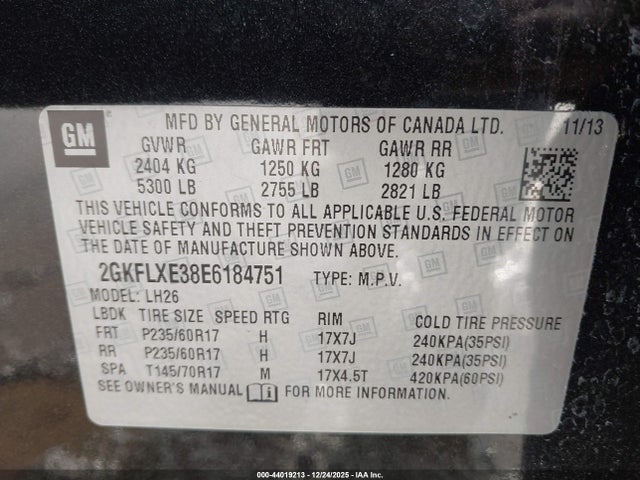 GM MFD BY GENERAL MOTORS OF CANADA LTD. 11/13
GVWR GAWR FRT GAWR RR
2404 KG 1250 KG 1280 KG
5300 LB 2755 LB 2821 LB
THIS VEHICLE CONFORMS TO ALL APPLICABLE U.S. FEDERAL MOTOR
VEHICLE SAFETY AND THEFT PREVENTION STANDARDS IN EFFECT ON
THE DATE OF MANUFACTURE SHOWN ABOVE.
2GKFLXE38E6184751 TYPE: M.P.V.
MODEL: LH26
LBDK TIRE SIZE SPEED RTG RIM COLD TIRE PRESSURE
FRT P235/60R17 H 17X7J 240KPA(35PSI)
RR P235/60R17 H 17X7J 240KPA(35PSI)
SPA T145/70R17 M 17X4.5T 420KPA(60PSI)
SEE OWNER'S MANUAL FOR MORE INFORMATION.
000-44019213 - 12/24/2025 - IAA Inc.